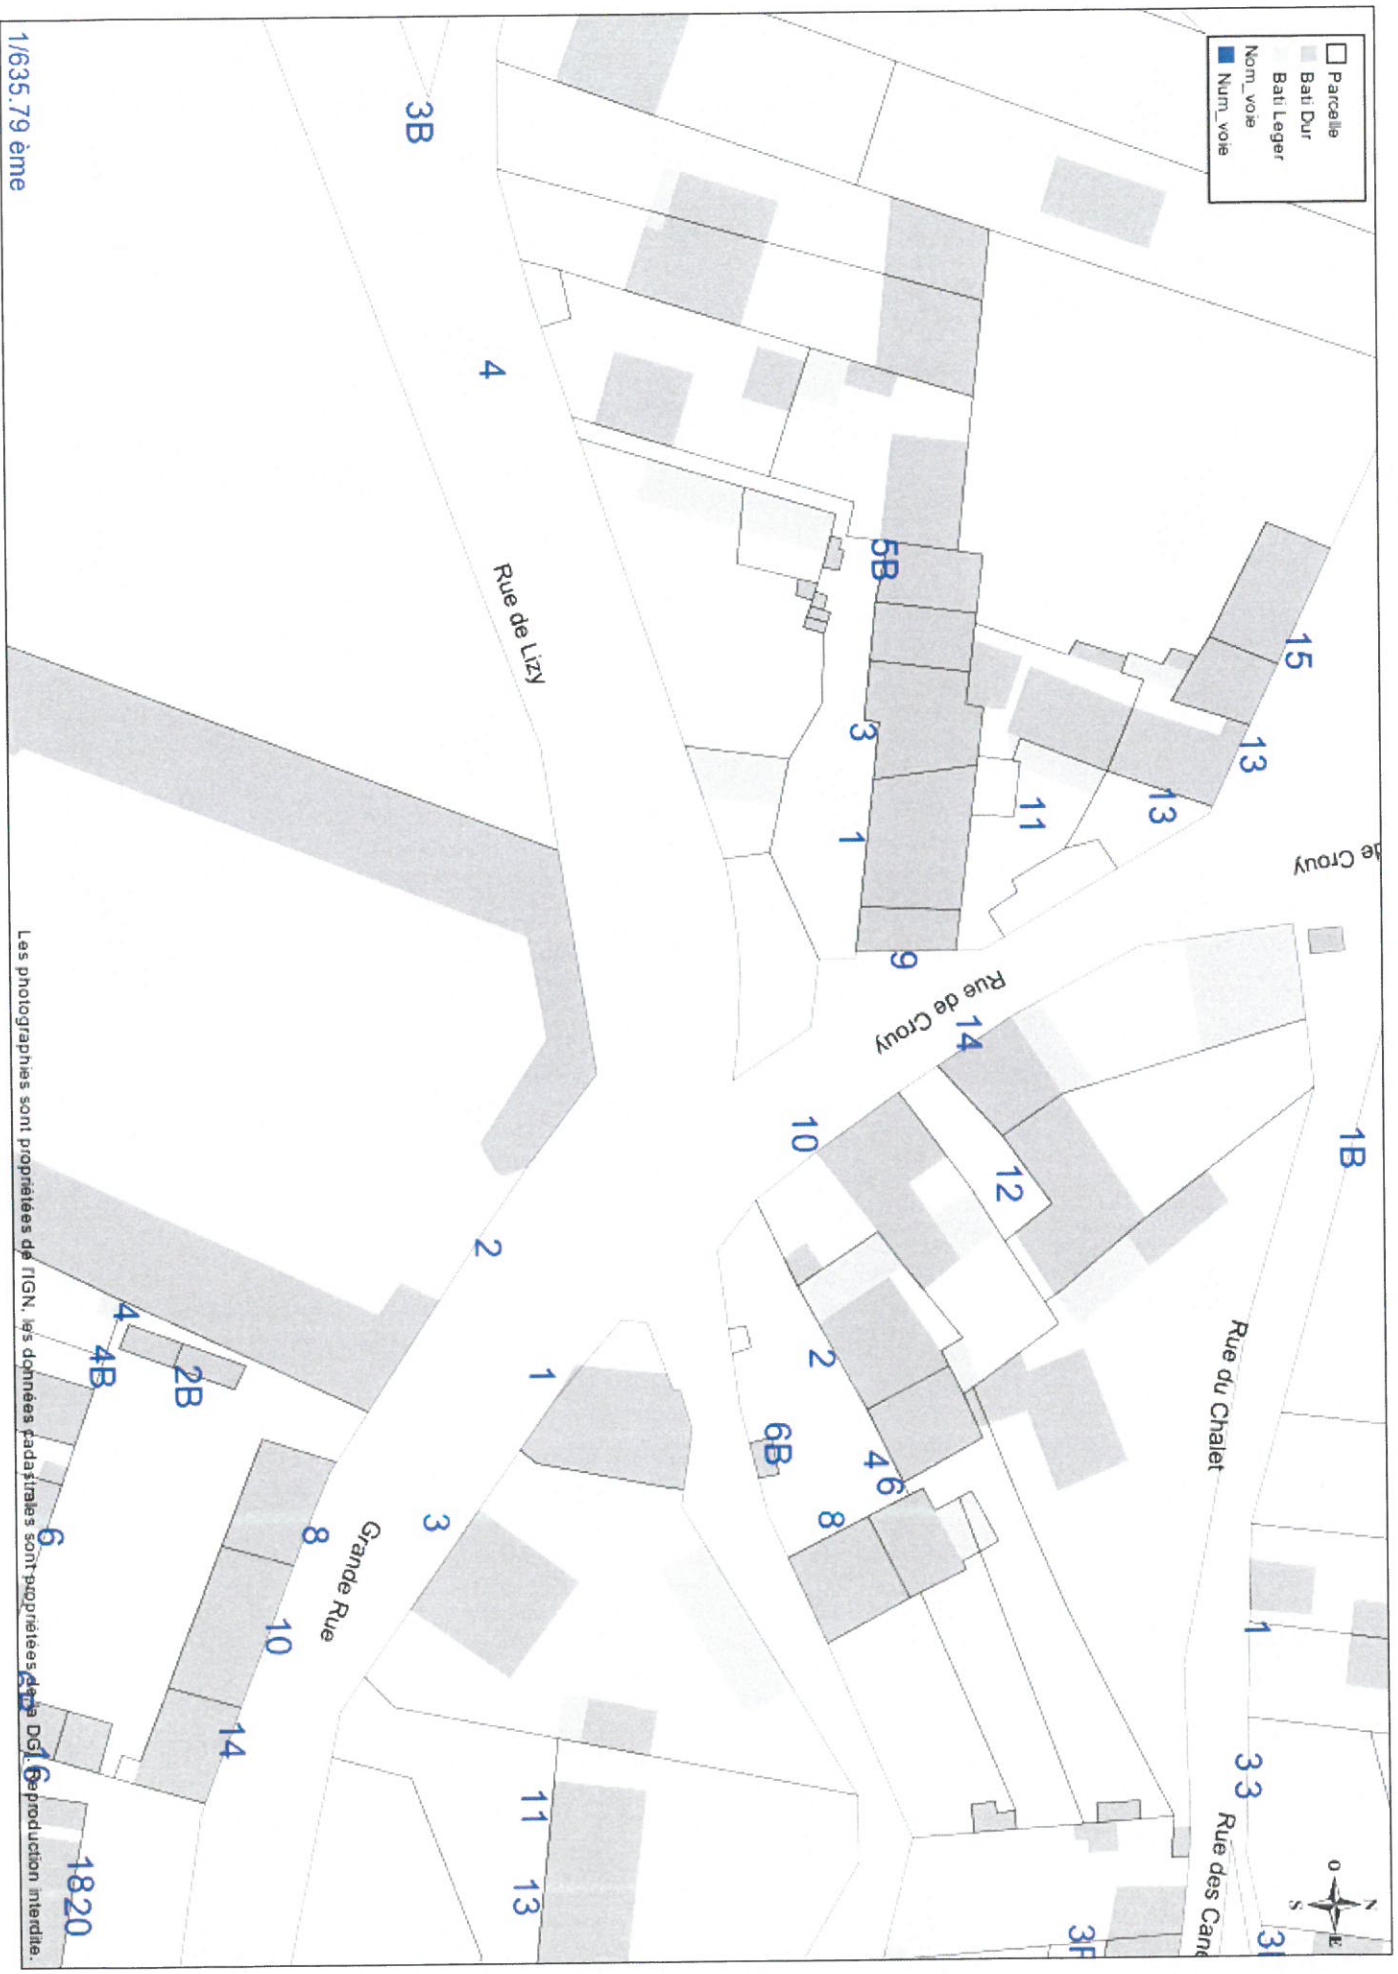 Parcelle
Bati Dur
Bati Leger
Nom_voie
Num_voie
N
O
E
S
de Crouy
15
13
13
11
5B
3
1
9
Rue de Crouy
14
12
10
1B
Rue du Chalet
1
3 3
Rue des Cane
3B
4
Rue de Lizy
2
4
6
6B
8
2
1
3
Grande Rue
8
10
14
11
13
4
4B
2B
6
16
18 20
1/635.79 ème
Les photographies sont propriétées de l'IGN. les données cadastrales sont propriétées de la DGI. Reproduction interdite.